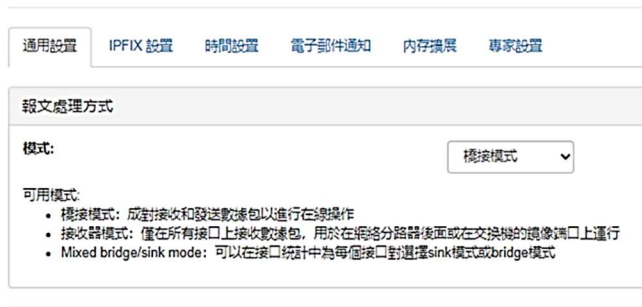 通用設置 IPFIX 設置 時間設置 電子郵件通知 內存擴展 專家設置
報文處理方式
模式: 橋接模式
可用模式:
橋接模式：成對接收和發送數據包以進行在線操作
接收器模式：僅在所有接口上接收數據包，用於在網絡分路器後面或在交換機的鏡像端口上運行
Mixed bridge/sink mode：可以在接口統計中為每個接口對選擇sink模式或bridge模式